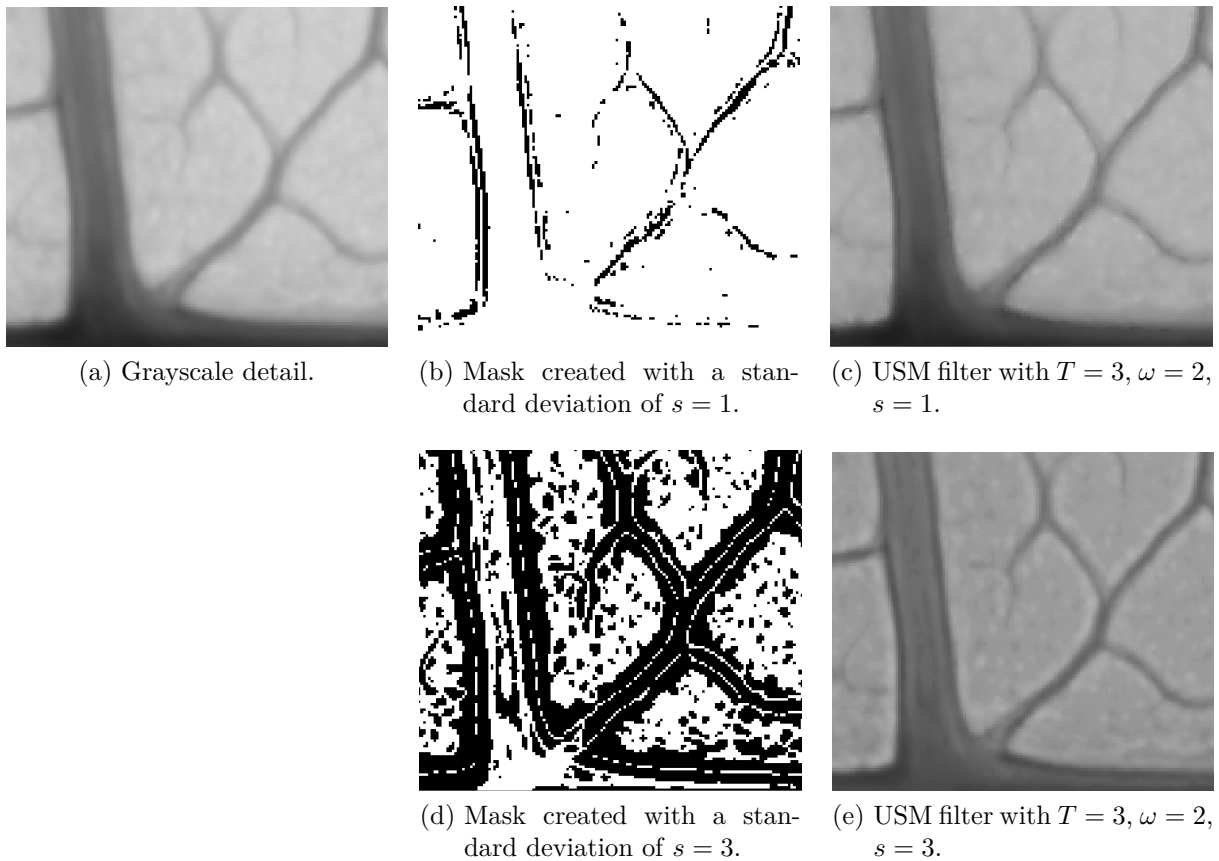 (a) Grayscale detail.
(b) Mask created with a stan-
dard deviation of s = 1.
(c) USM filter with T = 3, ω = 2,
s = 1.
(d) Mask created with a stan-
dard deviation of s = 3.
(e) USM filter with T = 3, ω = 2,
s = 3.